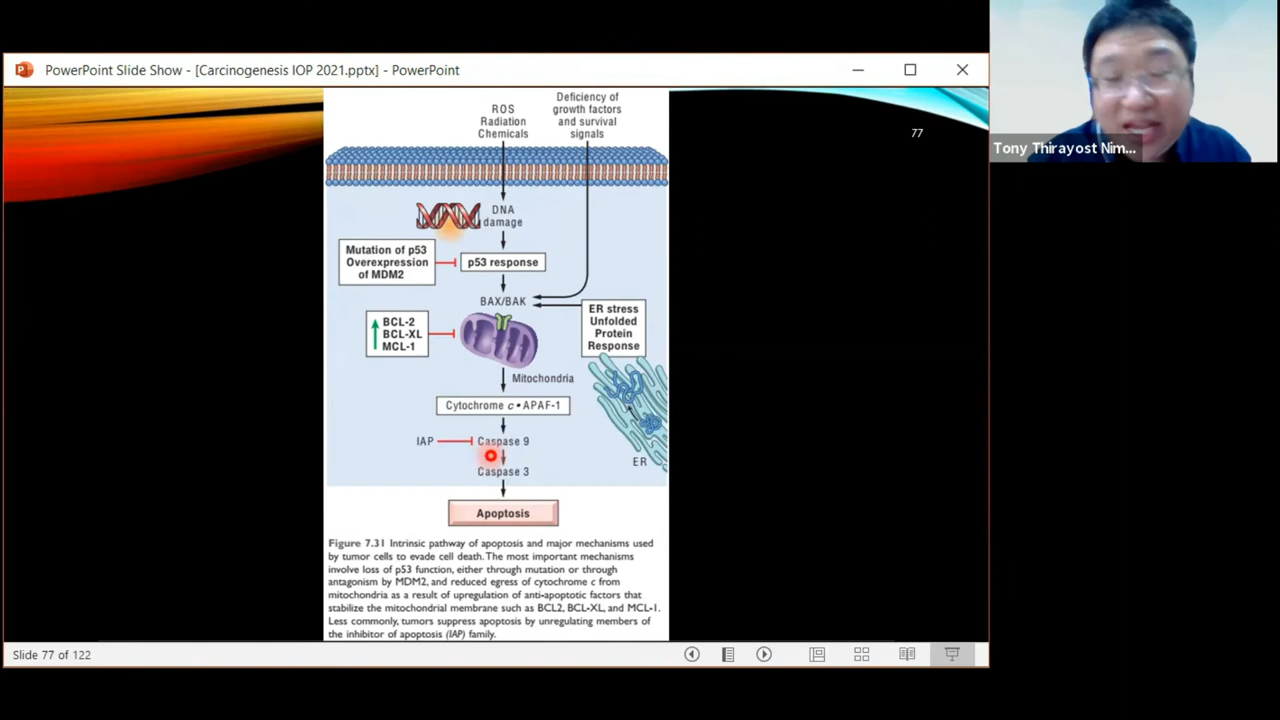 PowerPoint Slide Show - [Carcinogenesis IOP 2021.pptx] - PowerPoint
Tony Thirayost Nim...
77
ROS
Radiation
Chemicals
Deficiency of
growth factors
and survival
signals
DNA
damage
Mutation of p53
Overexpression
of MDM2
p53 response
BAX/BAK
BCL-2
BCL-XL
MCL-1
ER stress
Unfolded
Protein
Response
Mitochondria
Cytochrome c•APAF-1
IAP
Caspase 9
ER
Caspase 3
Apoptosis
Figure 7.31 Intrinsic pathway of apoptosis and major mechanisms used
by tumor cells to evade cell death. The most important mechanisms
involve loss of p53 function, either through mutation or through
antagonism by MDM2, and reduced egress of cytochrome c from
mitochondria as a result of upregulation of anti-apoptotic factors that
stabilize the mitochondrial membrane such as BCL2, BCL-XL, and MCL-1.
Less commonly, tumors suppress apoptosis by unregulating members of
the inhibitor of apoptosis (IAP) family.
Slide 77 of 122